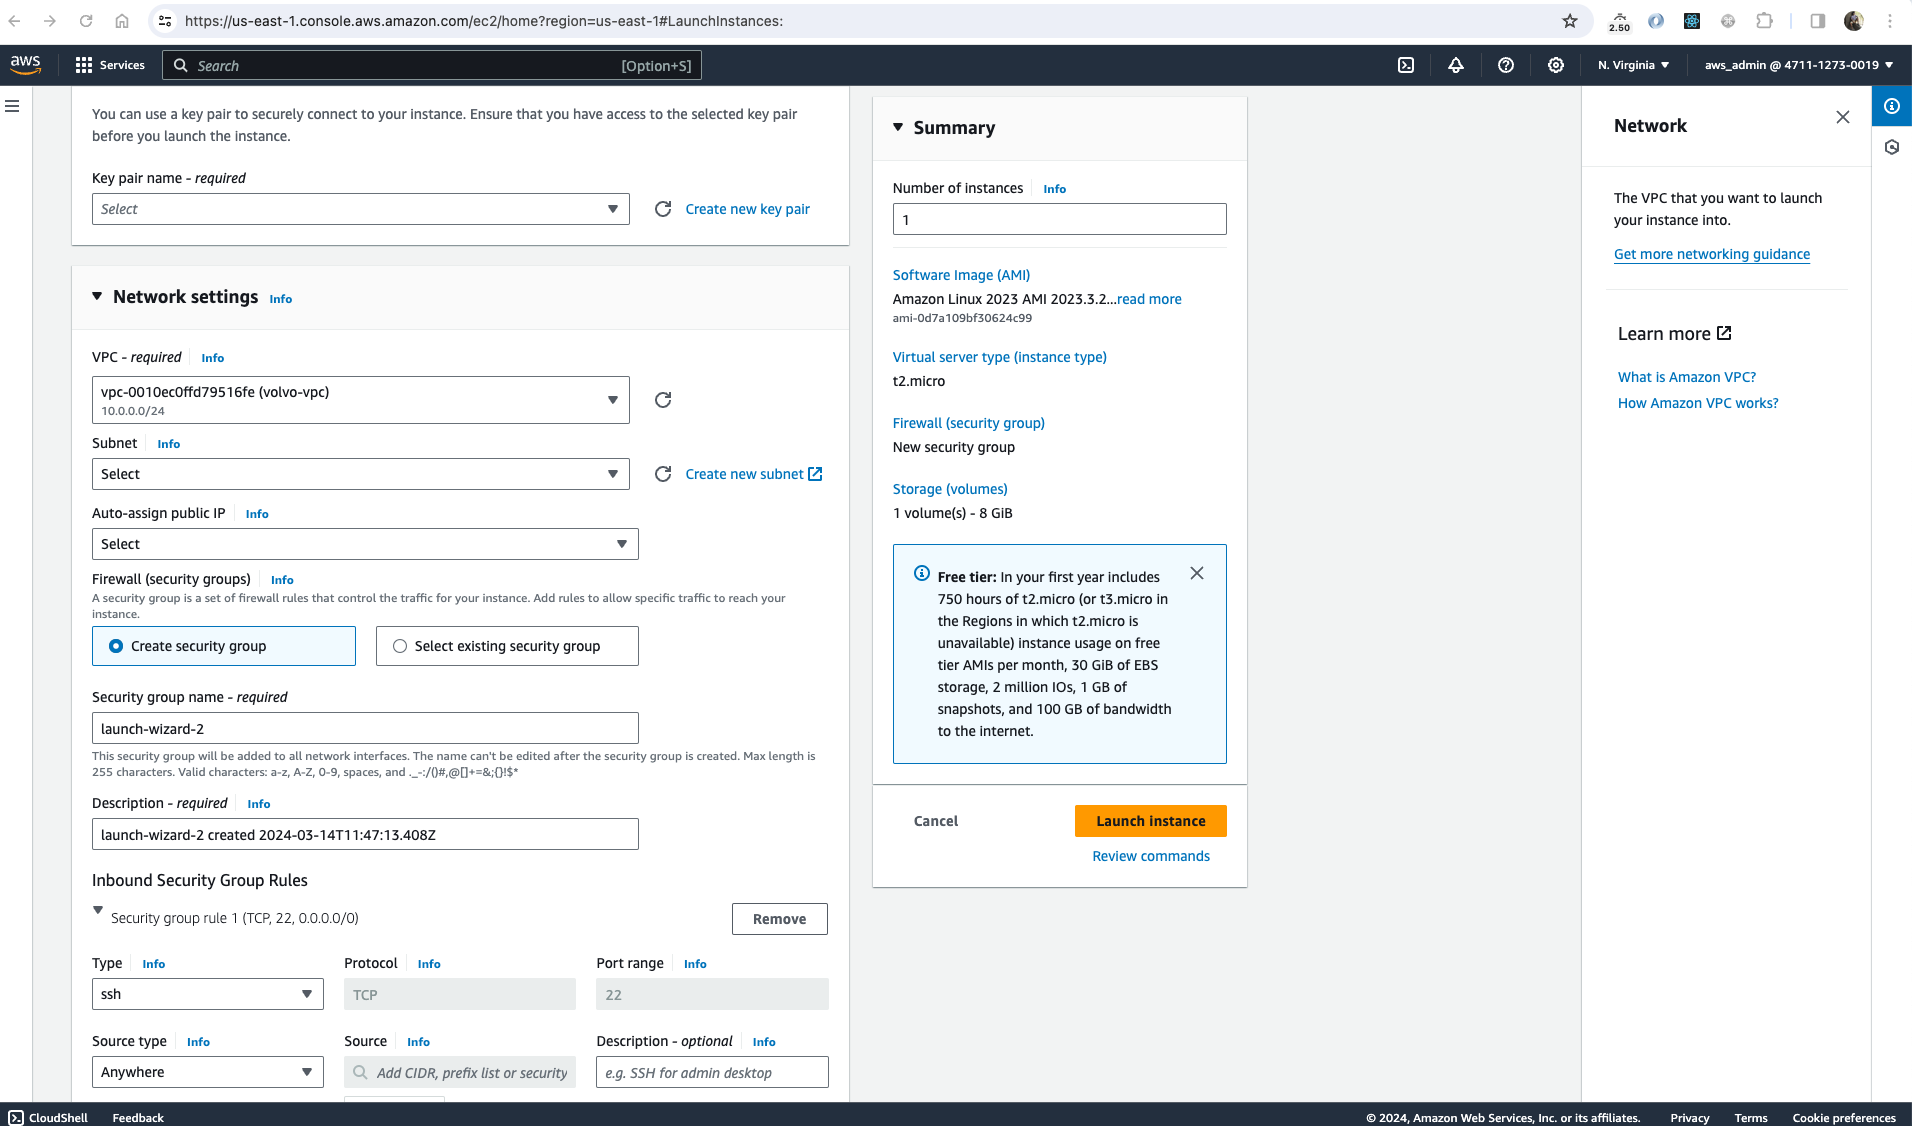 https://us-east-1.console.aws.amazon.com/ec2/home?region=us-east-1#LaunchInstances:
2.50
aws
Services
Search
[Option+S]
N. Virginia
aws_admin @ 4711-1273-0019
You can use a key pair to securely connect to your instance. Ensure that you have access to the selected key pair
before you launch the instance.
Key pair name - required
Select
Create new key pair
Network settings Info
VPC - required Info
vpc-0010ec0ffd79516fe (volvo-vpc)
10.0.0.0/24
Subnet Info
Select
Create new subnet
Auto-assign public IP Info
Select
Firewall (security groups) Info
A security group is a set of firewall rules that control the traffic for your instance. Add rules to allow specific traffic to reach your
instance.
Create security group
Select existing security group
Security group name - required
launch-wizard-2
This security group will be added to all network interfaces. The name can't be edited after the security group is created. Max length is
255 characters. Valid characters: a-z, A-Z, 0-9, spaces, and ._-:/()#,@[]+=&;{}!$*
Description - required Info
launch-wizard-2 created 2024-03-14T11:47:13.408Z
Inbound Security Group Rules
Security group rule 1 (TCP, 22, 0.0.0.0/0)
Remove
Type Info
Protocol Info
Port range Info
ssh
TCP
22
Source type Info
Source Info
Description - optional Info
Anywhere
Add CIDR, prefix list or security
e.g. SSH for admin desktop
Summary
Number of instances Info
1
Software Image (AMI)
Amazon Linux 2023 AMI 2023.3.2...read more
ami-0d7a109bf30624c99
Virtual server type (instance type)
t2.micro
Firewall (security group)
New security group
Storage (volumes)
1 volume(s) - 8 GiB
Free tier: In your first year includes
750 hours of t2.micro (or t3.micro in
the Regions in which t2.micro is
unavailable) instance usage on free
tier AMIs per month, 30 GiB of EBS
storage, 2 million IOs, 1 GB of
snapshots, and 100 GB of bandwidth
to the internet.
Cancel
Launch instance
Review commands
Network
The VPC that you want to launch
your instance into.
Get more networking guidance
Learn more
What is Amazon VPC?
How Amazon VPC works?
CloudShell
Feedback
© 2024, Amazon Web Services, Inc. or its affiliates.
Privacy
Terms
Cookie preferences